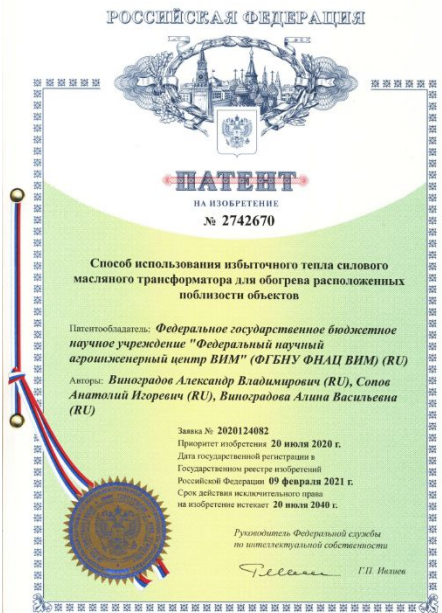 РОССИЙСКАЯ ФЕДЕРАЦИЯ
ПАТЕНТ
НА ИЗОБРЕТЕНИЕ
№ 2742670
Способ использования избыточного тепла силового
масляного трансформатора для обогрева расположенных
поблизости объектов
Патентообладатель: Федеральное государственное бюджетное
научное учреждение "Федеральный научный
агроинженерный центр ВИМ" (ФГБНУ ФНАЦ ВИМ) (RU)
Авторы: Виноградов Александр Владимирович (RU), Сопов
Анатолий Игоревич (RU), Виноградова Алина Васильевна
(RU)
Заявка № 2020124082
Приоритет изобретения 20 июля 2020 г.
Дата государственной регистрации в
Государственном реестре изобретений
Российской Федерации 09 февраля 2021 г.
Срок действия исключительного права
на изобретение истекает 20 июля 2040 г.
Руководитель Федеральной службы
по интеллектуальной собственности
Г.П. Ивлиев